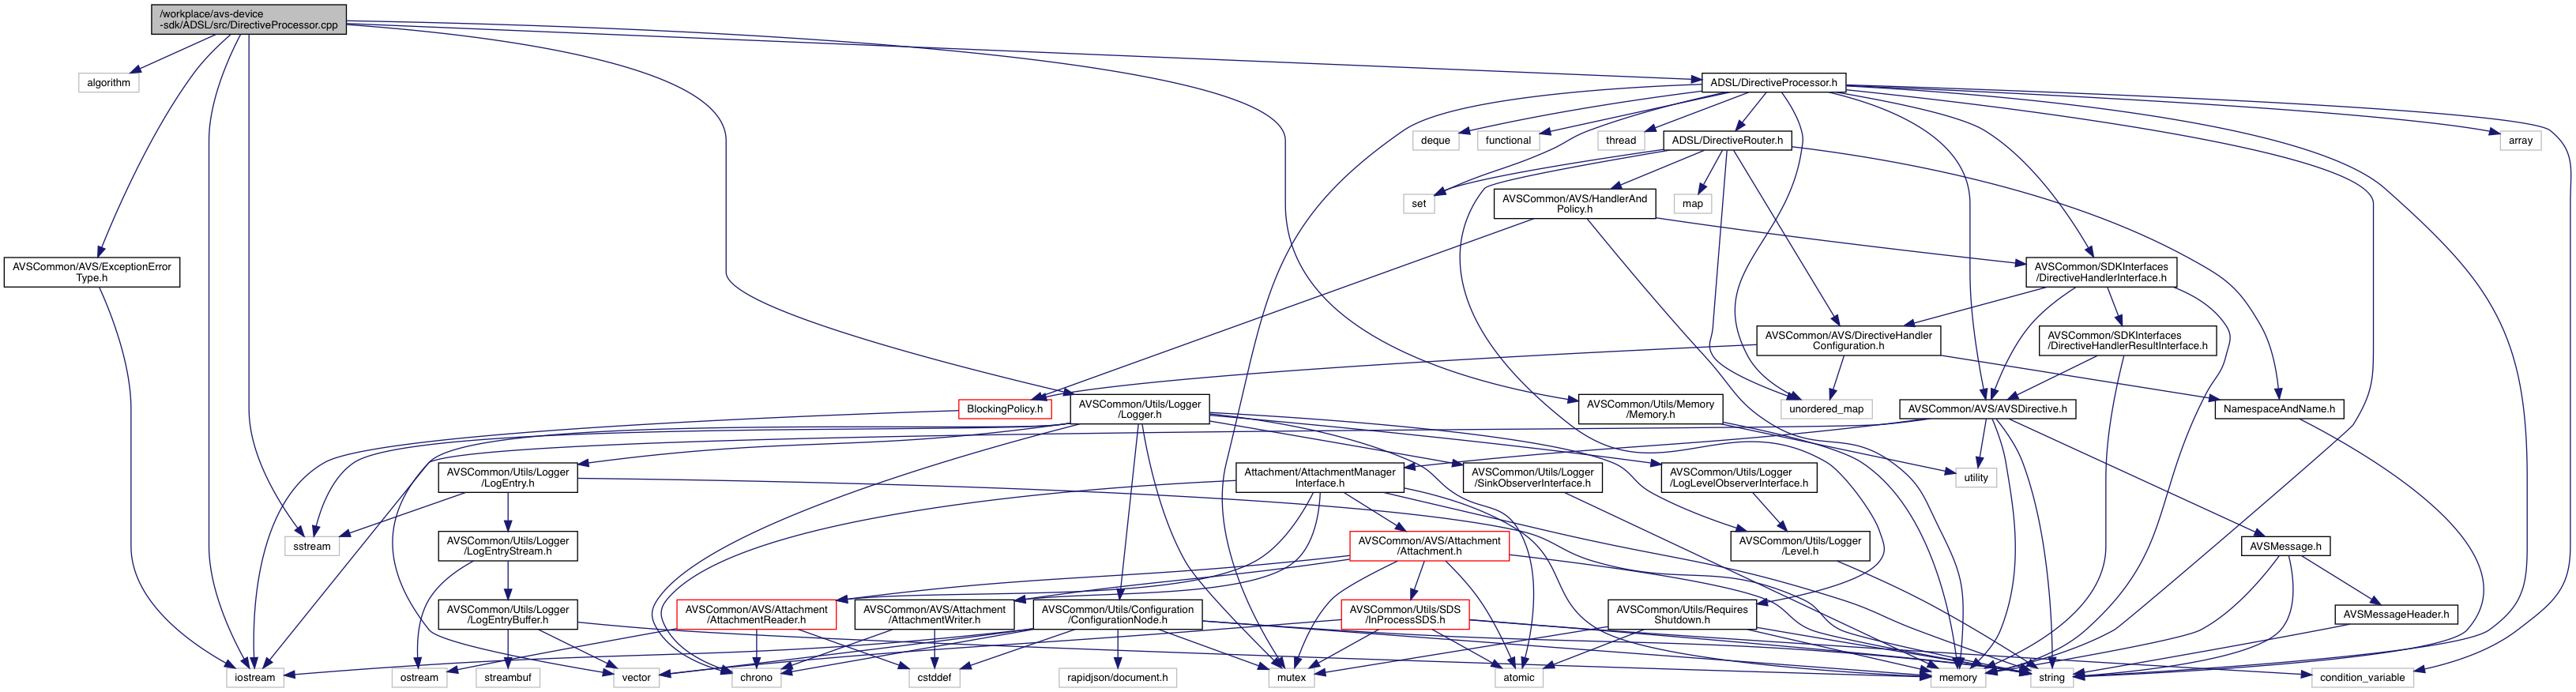 /workplace/avs-device
-sdk/ADSL/src/DirectiveProcessor.cpp
algorithm
ADSL/DirectiveProcessor.h
deque
functional
thread
ADSL/DirectiveRouter.h
array
set
AVSCommon/AVS/HandlerAnd
Policy.h
map
AVSCommon/AVS/ExceptionError
Type.h
AVSCommon/SDKInterfaces
/DirectiveHandlerInterface.h
AVSCommon/AVS/DirectiveHandler
Configuration.h
AVSCommon/SDKInterfaces
/DirectiveHandlerResultInterface.h
BlockingPolicy.h
AVSCommon/Utils/Logger
/Logger.h
AVSCommon/Utils/Memory
/Memory.h
unordered_map
AVSCommon/AVS/AVSDirective.h
NamespaceAndName.h
AVSCommon/Utils/Logger
/LogEntry.h
Attachment/AttachmentManager
Interface.h
AVSCommon/Utils/Logger
/SinkObserverInterface.h
AVSCommon/Utils/Logger
/LogLevelObserverInterface.h
utility
sstream
AVSCommon/Utils/Logger
/LogEntryStream.h
AVSCommon/AVS/Attachment
/Attachment.h
AVSCommon/Utils/Logger
/Level.h
AVSMessage.h
AVSCommon/Utils/Logger
/LogEntryBuffer.h
AVSCommon/AVS/Attachment
/AttachmentReader.h
AVSCommon/AVS/Attachment
/AttachmentWriter.h
AVSCommon/Utils/Configuration
/ConfigurationNode.h
AVSCommon/Utils/SDS
/InProcessSDS.h
AVSCommon/Utils/Requires
Shutdown.h
AVSMessageHeader.h
iostream
ostream
streambuf
vector
chrono
cstddef
rapidjson/document.h
mutex
atomic
memory
string
condition_variable